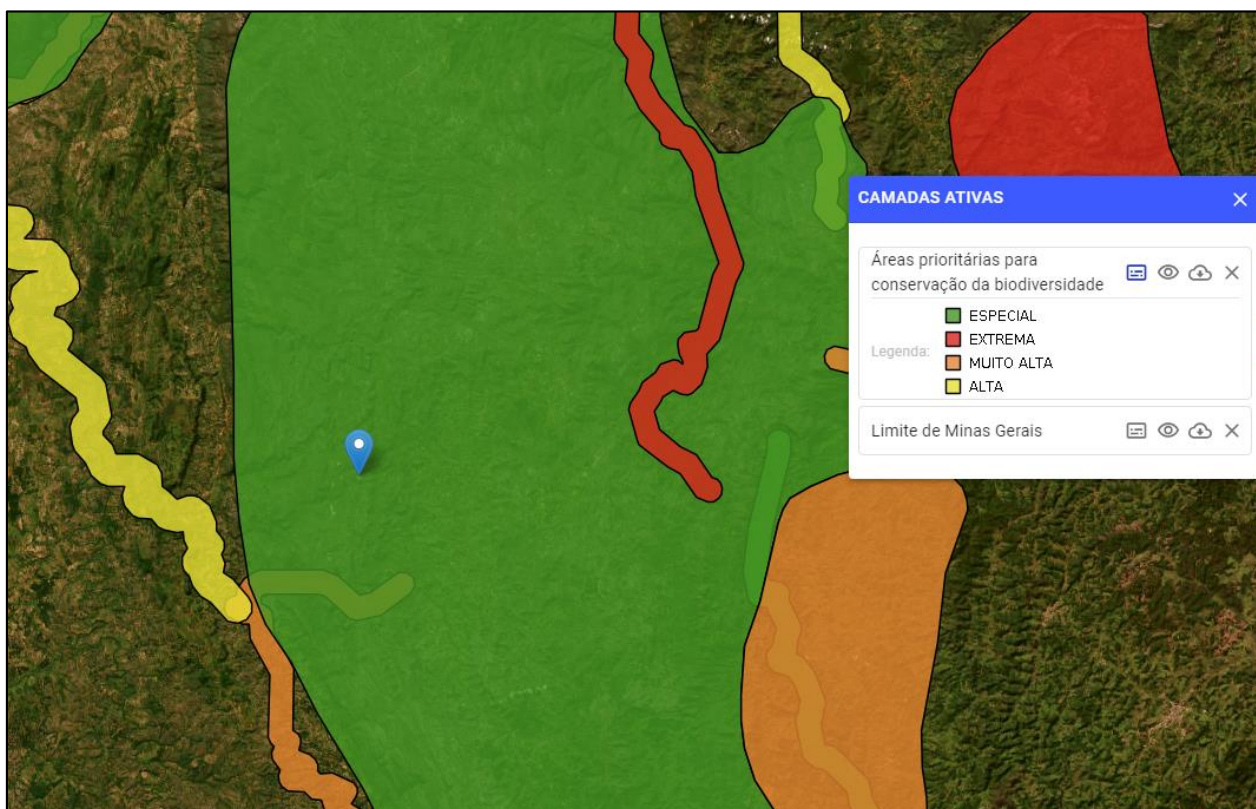 CAMADAS ATIVAS
Áreas prioritárias para
conservação da biodiversidade
Legenda:
ESPECIAL
EXTREMA
MUITO ALTA
ALTA
Limite de Minas Gerais